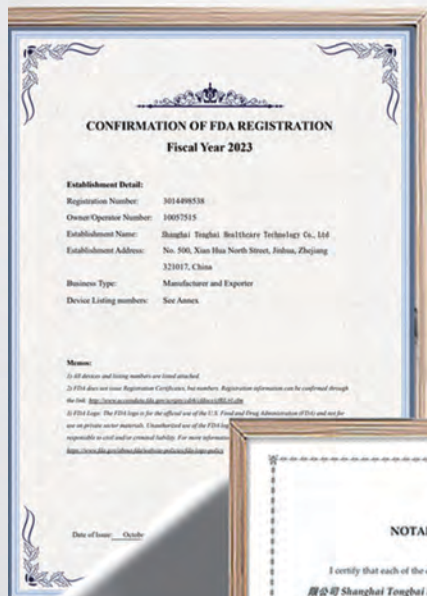 CONFIRMATION OF FDA REGISTRATION
Fiscal Year 2023
Establishment Detail:
Registration Number: 3014498538
Owner/Operator Number: 10057515
Establishment Name: Shanghai Tongbai Healthcare Technology Co., Ltd
Establishment Address: No. 500, Xian Hua North Street, Jinhua, Zhejiang
321017, China
Business Type: Manufacturer and Exporter
Device Listing numbers: See Annex
Memos:
1) All devices and listing numbers are listed attached.
2) FDA does not issue Registration Certificates, but numbers. Registration information can be confirmed through
the link:
3) FDA Logo: The FDA logo is for the official use of the U.S. Food and Drug Administration (FDA) and not for
use on private sector materials. Unauthorized use of the FDA
responsible to civil and/or criminal liability. For more information
Date of Issue: Octobe
NOTA
I certify that each of the
限公司 Shanghai Tongbai